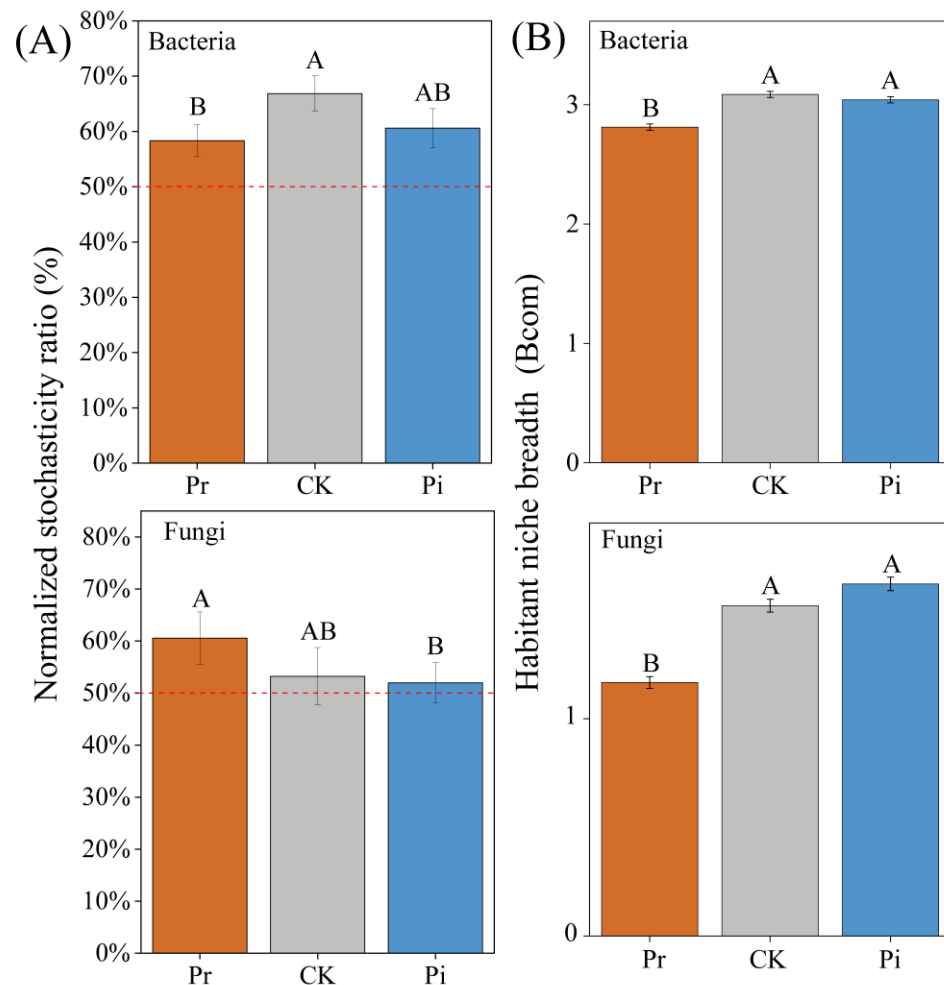 (A)
Normalized stochasticity ratio (%)
Bacteria
80%
70%
60%
50%
40%
30%
20%
10%
0%
B
A
AB
Pr
CK
Pi
Fungi
80%
70%
60%
50%
40%
30%
20%
10%
0%
A
AB
B
Pr
CK
Pi
(B)
Habitant niche breadth (Bcom)
Bacteria
3
2
1
0
B
A
A
Pr
CK
Pi
Fungi
1
0
B
A
A
Pr
CK
Pi